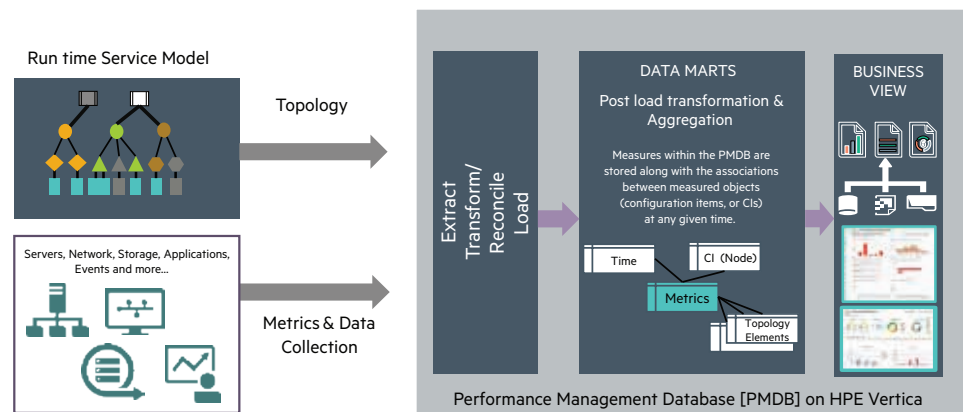 Run time Service Model
Topology
Servers, Network, Storage, Applications,
Events and more...
Metrics & Data
Collection
Extract
Transform/
Reconcile
Load
DATA MARTS
Post load transformation &
Aggregation
Measures within the PMDB are
stored along with the associations
between measured objects
(configuration items, or CIs)
at any given time.
Time
CI (Node)
Metrics
Topology
Elements
BUSINESS
VIEW
Performance Management Database [PMDB] on HPE Vertica